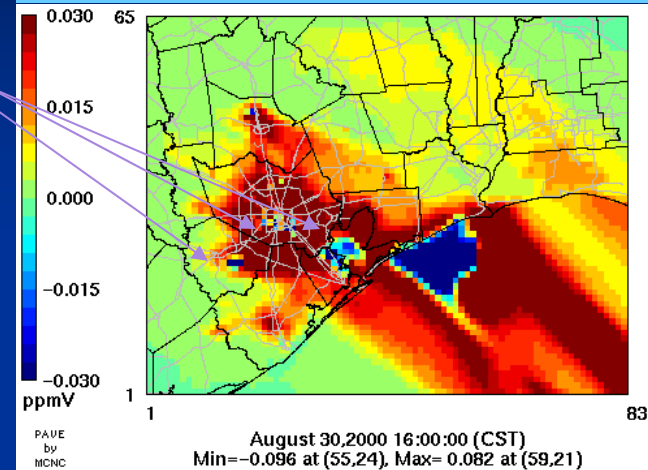 0.030
0.015
0.000
−0.015
−0.030
ppmV
PAVE
by
MCNC
65
1
1
83
August 30,2000 16:00:00 (CST)
Min=−0.096 at (55,24), Max= 0.082 at (59,21)